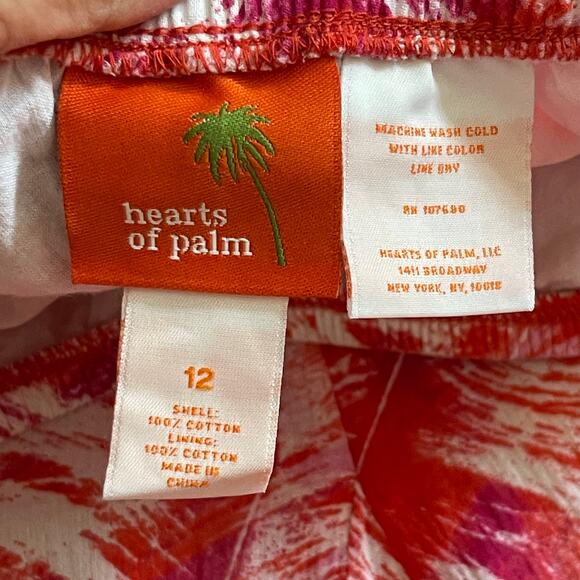 hearts
of palm
12
SHELL:
100% COTTON
LINING:
100% COTTON
MADE IN
CHINA
MACHINE WASH COLD
WITH LIKE COLOR
LINE DRY
RN 107690
HEARTS OF PALM, LLC
1411 BROADWAY
NEW YORK, NY, 10018